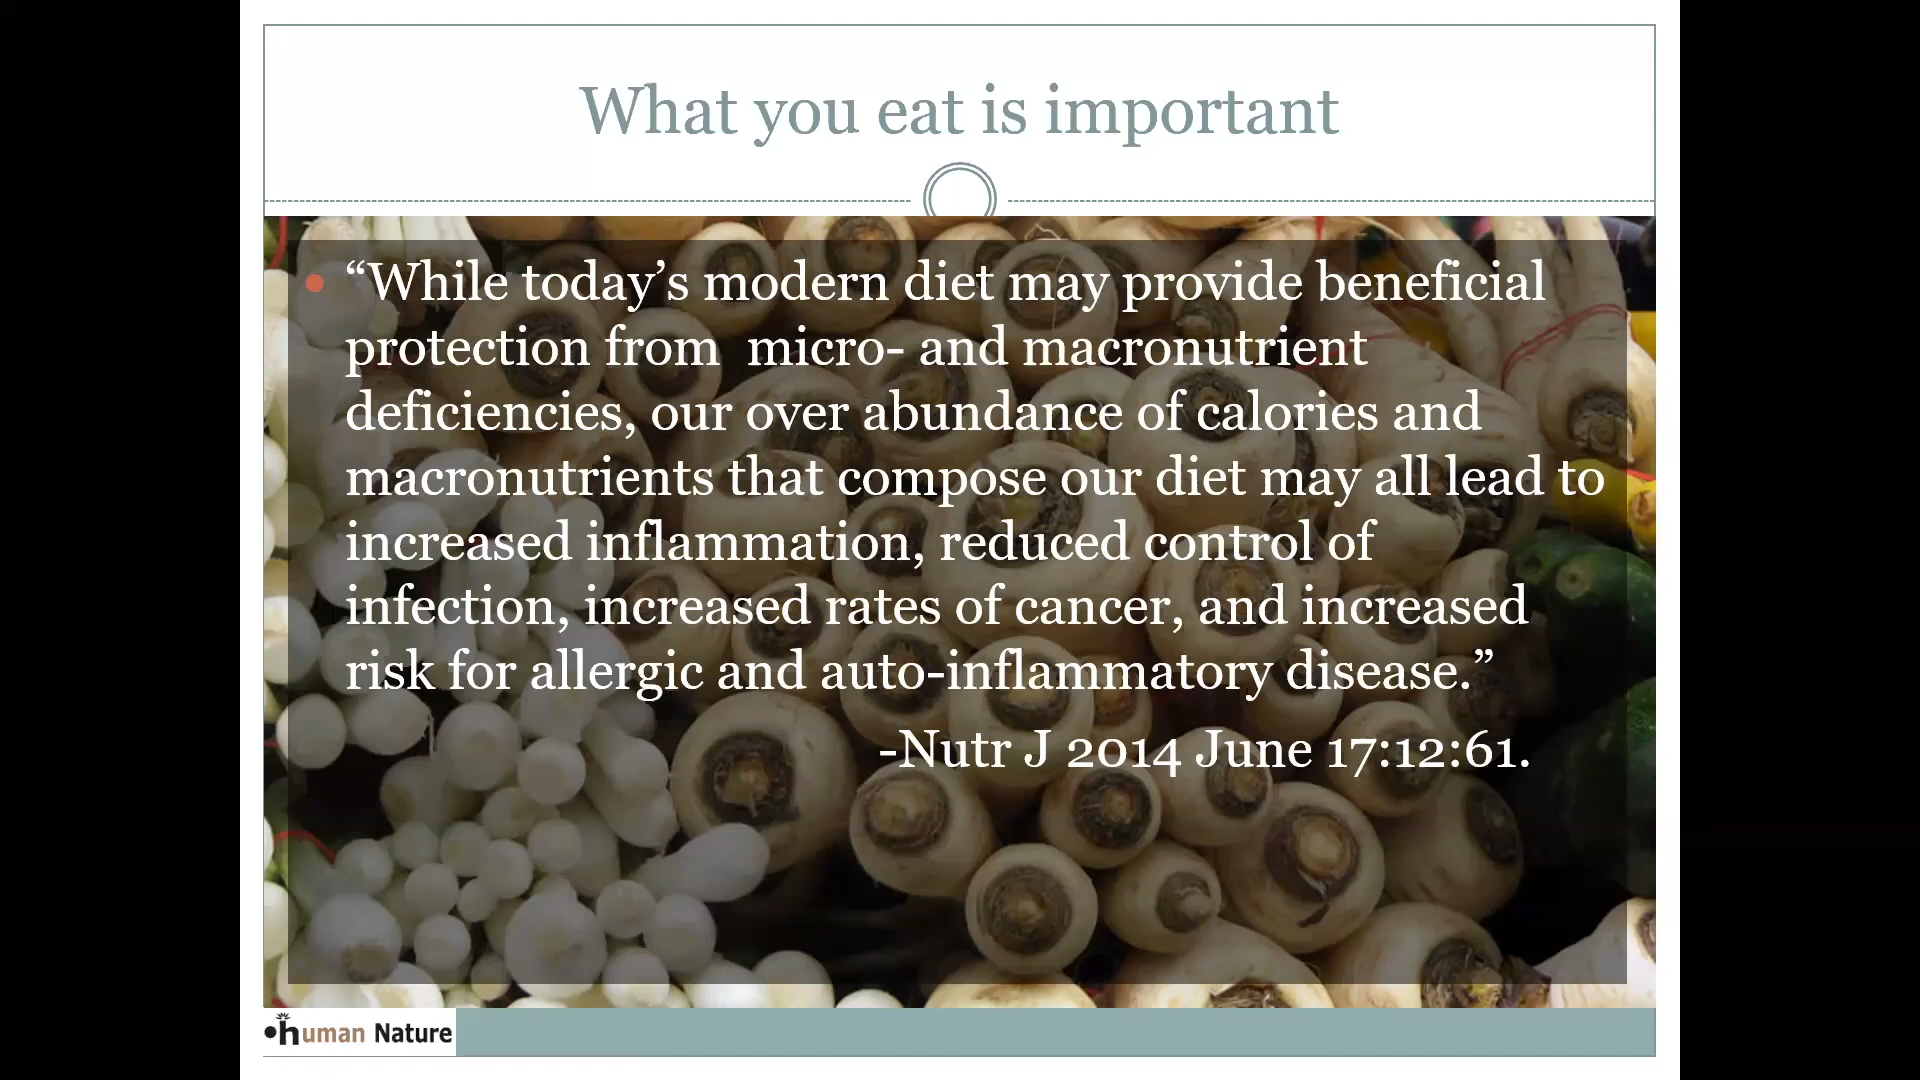 What you eat is important
“While today’s modern diet may provide beneficial
protection from  micro- and macronutrient
deficiencies, our over abundance of calories and
macronutrients that compose our diet may all lead to
increased inflammation, reduced control of
infection, increased rates of cancer, and increased
risk for allergic and auto-inflammatory disease.”
-Nutr J 2014 June 17:12:61.
human Nature